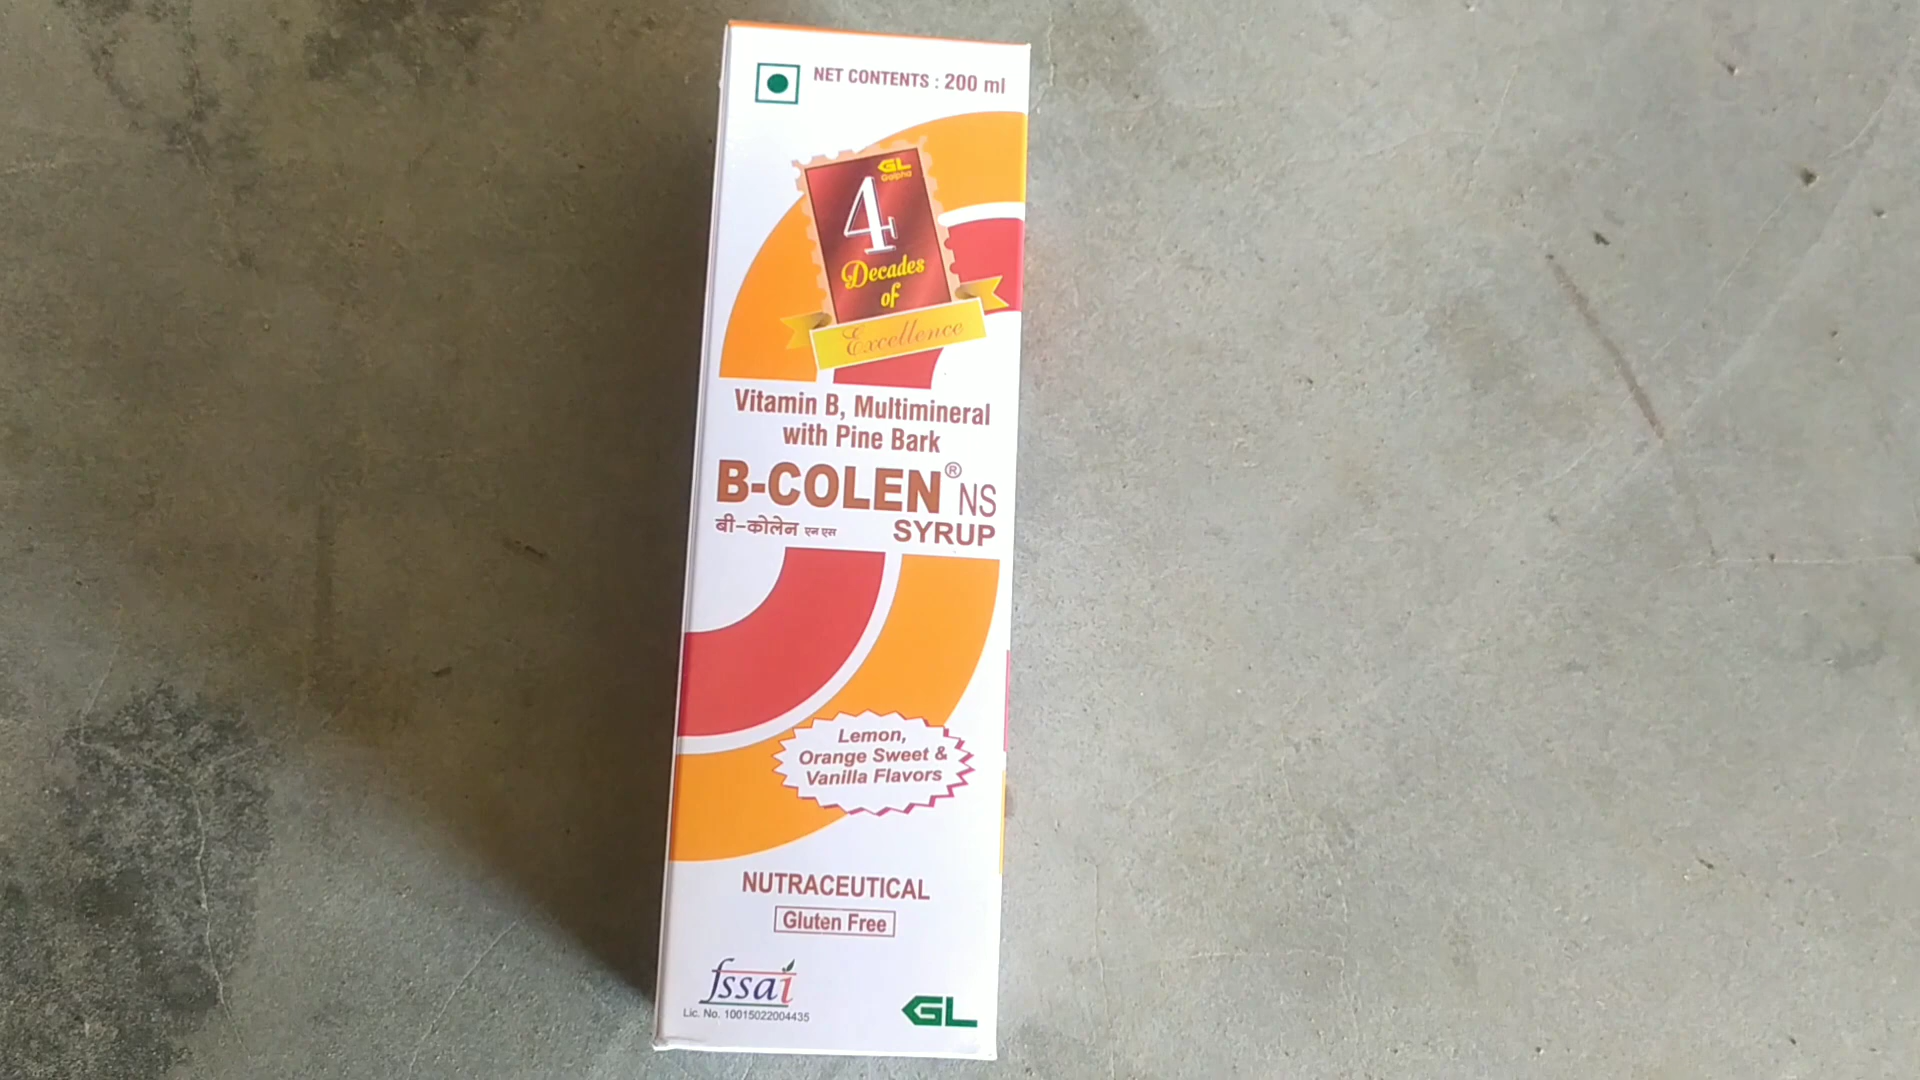 NET CONTENTS : 200 ml
GL
Galpha
4
Decades
of
Excellence
Vitamin B, Multimineral
with Pine Bark
B-COLEN® NS
बी-कोलेन एन एस SYRUP
Lemon,
Orange Sweet &
Vanilla Flavors
NUTRACEUTICAL
Gluten Free
fssai
Lic. No. 10015022004435
GL